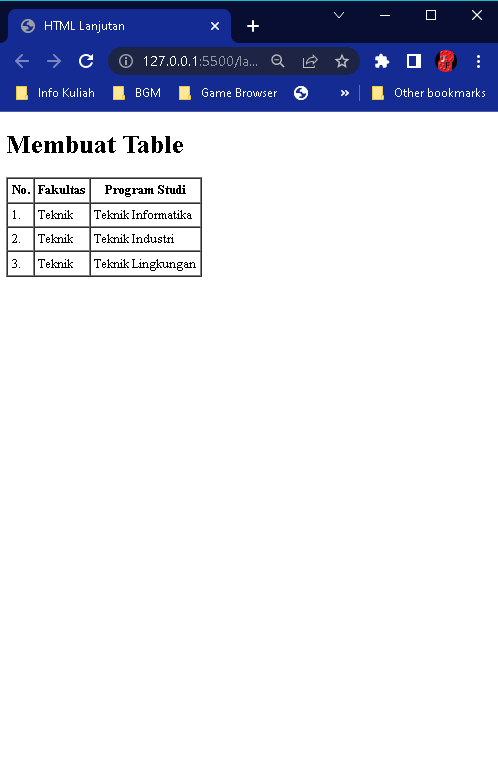 HTML Lanjutan
127.0.0.1:5500/la...
Info Kuliah BGM Game Browser » Other bookmarks
Membuat Table
No. Fakultas Program Studi
1. Teknik Teknik Informatika
2. Teknik Teknik Industri
3. Teknik Teknik Lingkungan